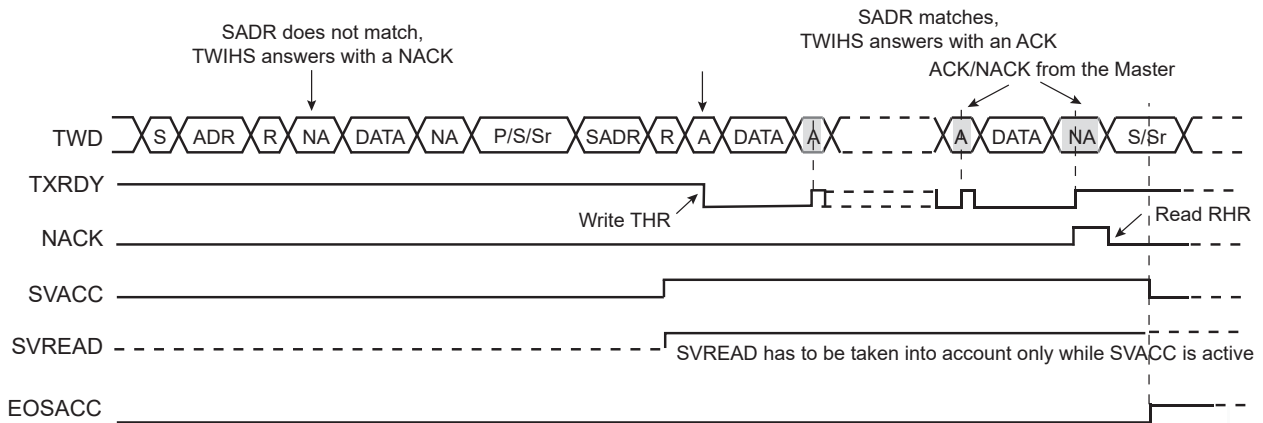 SADR does not match,
TWIHS answers with a NACK
SADR matches,
TWIHS answers with an ACK
ACK/NACK from the Master
TWD S ADR R NA DATA NA P/S/Sr SADR R A DATA A A DATA NA S/Sr
TXRDY
Write THR
Read RHR
NACK
SVACC
SVREAD
SVREAD has to be taken into account only while SVACC is active
EOSACC